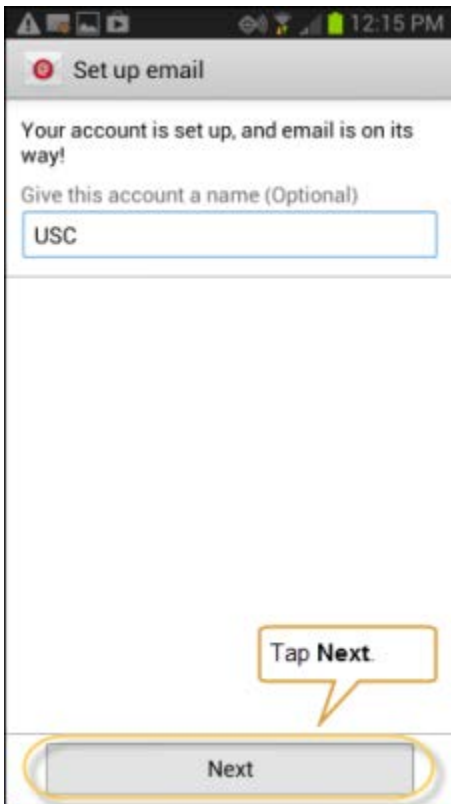 12:15 PM
Set up email
Your account is set up, and email is on its
way!
Give this account a name (Optional)
USC
Tap Next.
Next